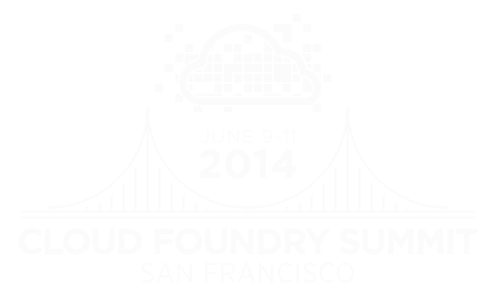 JUNE 9-11
2014
CLOUD FOUNDRY SUMMIT
SAN FRANCISCO